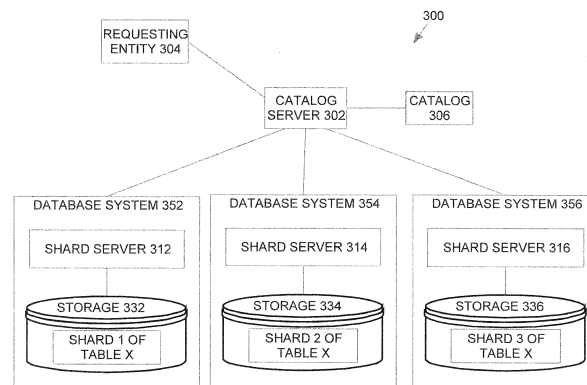 300
REQUESTING
ENTITY 304
CATALOG
SERVER 302
CATALOG
306
DATABASE SYSTEM 352
DATABASE SYSTEM 354
DATABASE SYSTEM 356
SHARD SERVER 312
SHARD SERVER 314
SHARD SERVER 316
STORAGE 332
STORAGE 334
STORAGE 336
SHARD 1 OF
TABLE X
SHARD 2 OF
TABLE X
SHARD 3 OF
TABLE X